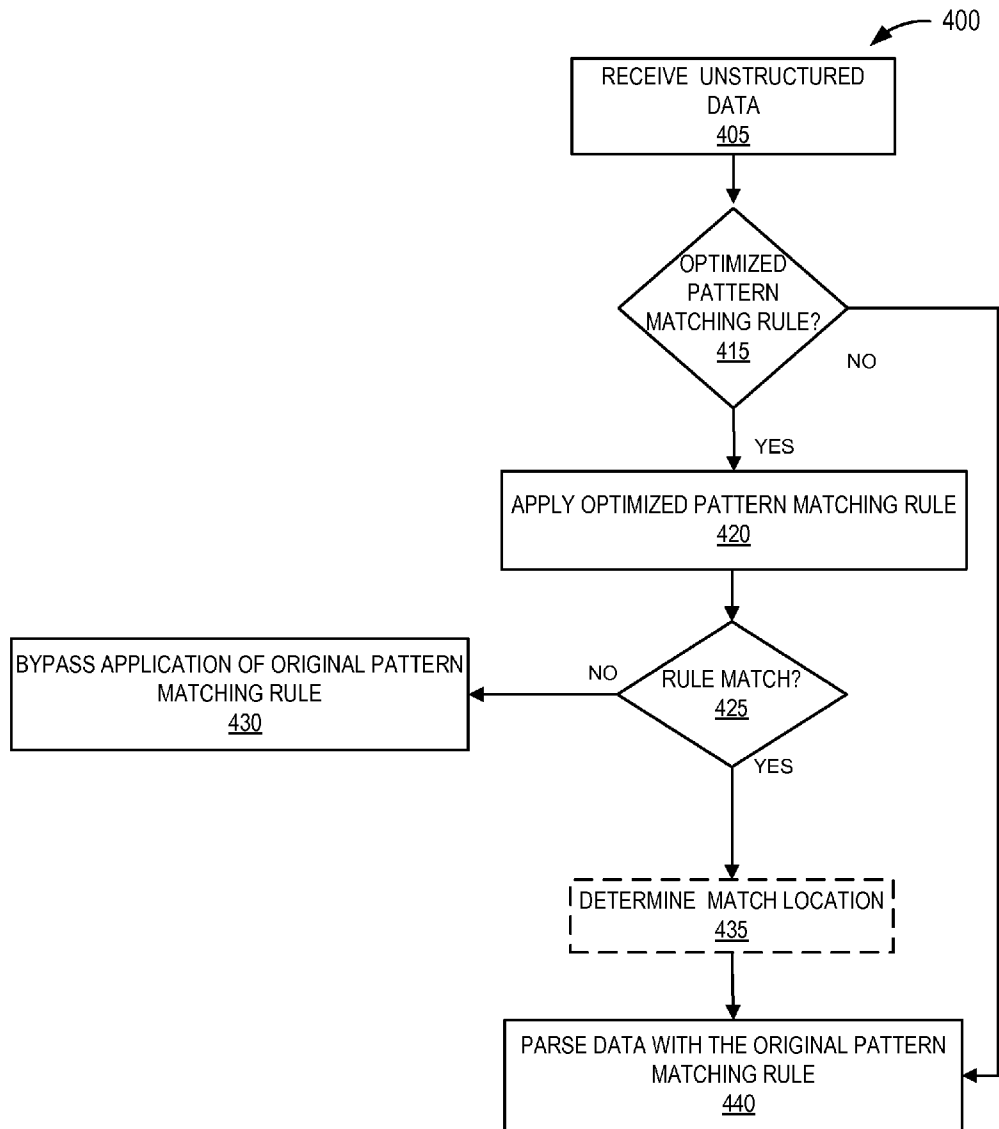 400
RECEIVE UNSTRUCTURED
DATA
405
OPTIMIZED
PATTERN
MATCHING RULE?
415
NO
YES
APPLY OPTIMIZED PATTERN MATCHING RULE
420
RULE MATCH?
425
NO
BYPASS APPLICATION OF ORIGINAL PATTERN
MATCHING RULE
430
YES
DETERMINE MATCH LOCATION
435
PARSE DATA WITH THE ORIGINAL PATTERN
MATCHING RULE
440